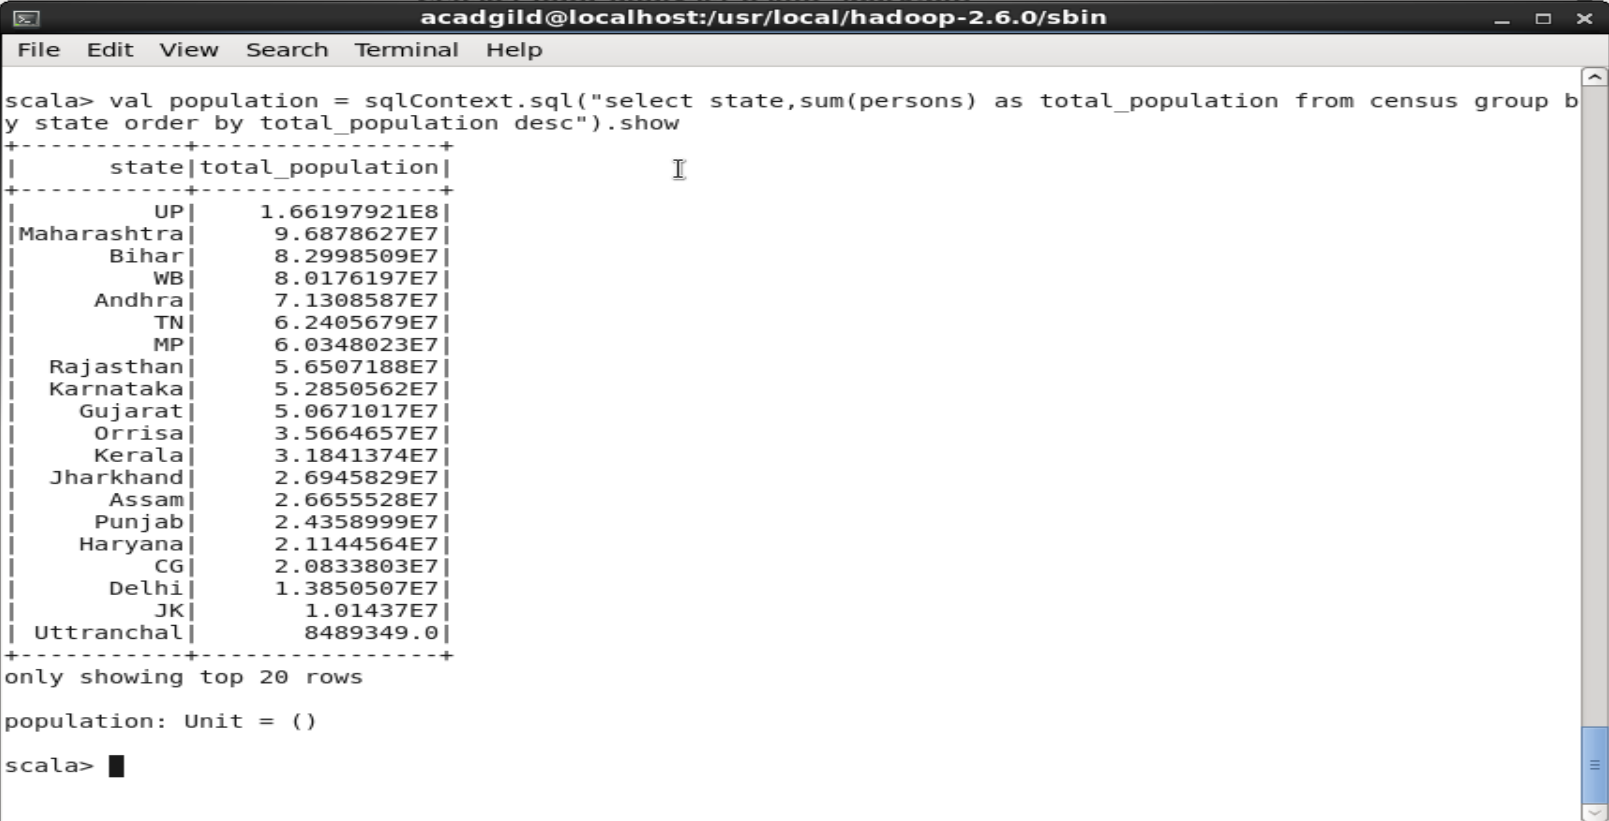 acadgild@localhost:/usr/local/hadoop-2.6.0/sbin
File Edit View Search Terminal Help
scala> val population = sqlContext.sql("select state,sum(persons) as total_population from census group b
y state order by total_population desc").show
+-----------+----------------+
|      state|total_population|
+-----------+----------------+
|         UP|    1.66197921E8|
|Maharashtra|     9.6878627E7|
|      Bihar|     8.2998509E7|
|         WB|     8.0176197E7|
|     Andhra|     7.1308587E7|
|         TN|     6.2405679E7|
|         MP|     6.0348023E7|
|  Rajasthan|     5.6507188E7|
|  Karnataka|     5.2850562E7|
|    Gujarat|     5.0671017E7|
|     Orrisa|     3.5664657E7|
|     Kerala|     3.1841374E7|
|  Jharkhand|     2.6945829E7|
|      Assam|     2.6655528E7|
|     Punjab|     2.4358999E7|
|    Haryana|     2.1144564E7|
|         CG|     2.0833803E7|
|      Delhi|     1.3850507E7|
|         JK|       1.01437E7|
| Uttranchal|       8489349.0|
+-----------+----------------+
only showing top 20 rows
population: Unit = ()
scala>